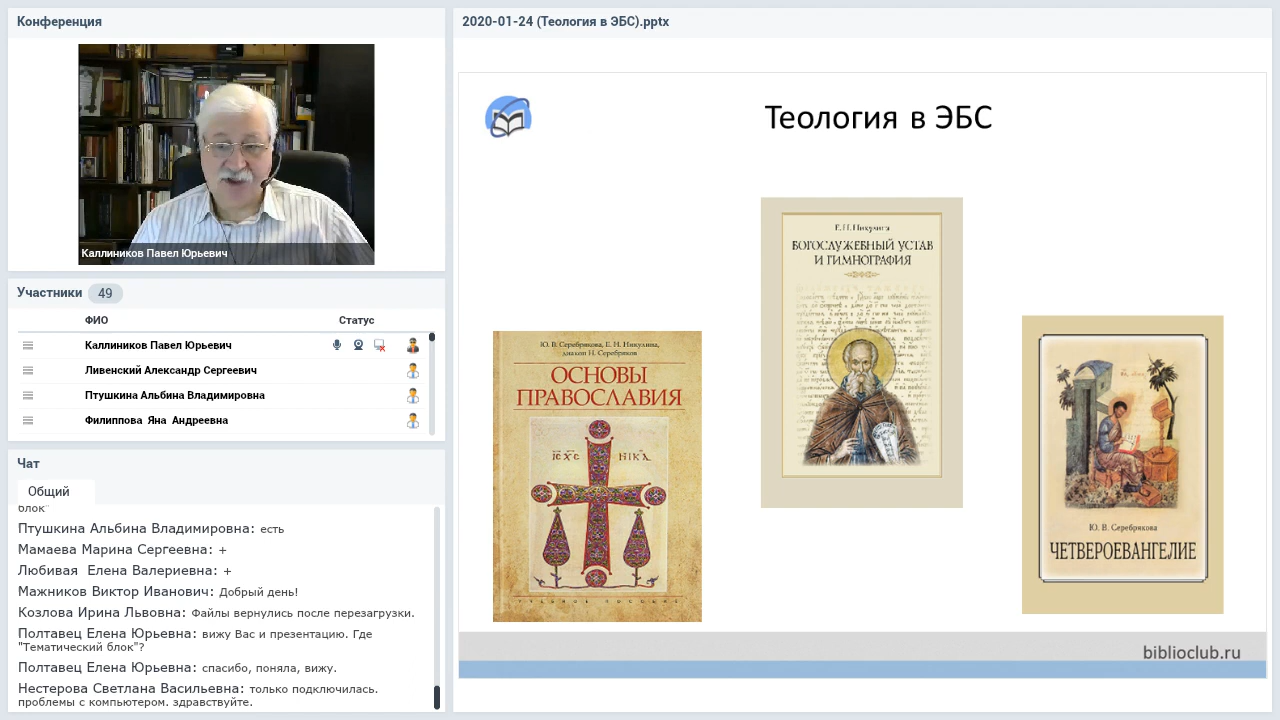 Конференция
Каллиников Павел Юрьевич
Участники 49
ФИО Статус
Каллиников Павел Юрьевич
Ливенский Александр Сергеевич
Птушкина Альбина Владимировна
Филиппова Яна Андреевна
Чат
Общий
блок"
Птушкина Альбина Владимировна: есть
Мамаева Марина Сергеевна: +
Любивая Елена Валериевна: +
Мажников Виктор Иванович: Добрый день!
Козлова Ирина Львовна: Файлы вернулись после перезагрузки.
Полтавец Елена Юрьевна: вижу Вас и презентацию. Где
"Тематический блок"?
Полтавец Елена Юрьевна: спасибо, поняла, вижу.
Нестерова Светлана Васильевна: только подключилась.
проблемы с компьютером. здравствуйте.
2020-01-24 (Теология в ЭБС).pptx
Теология в ЭБС
Ю. В. Серебрякова, Е. Н. Никулина,
диакон Н. Серебряков
ОСНОВЫ
ПРАВОСЛАВИЯ
УЧЕБНОЕ ПОСОБИЕ
Е. Н. Никулина
БОГОСЛУЖЕБНЫЙ УСТАВ
И ГИМНОГРАФИЯ
Ю. В. Серебрякова
ЧЕТВЕРОЕВАНГЕЛИЕ
biblioclub.ru